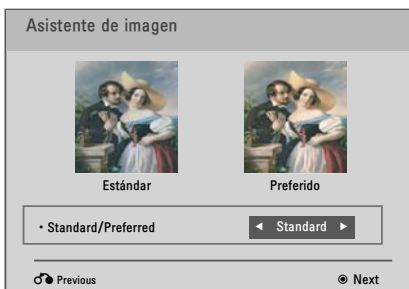 Asistente de imagen
Estándar Preferido
• Standard/Preferred ◄ Standard ►
Previous ◉ Next